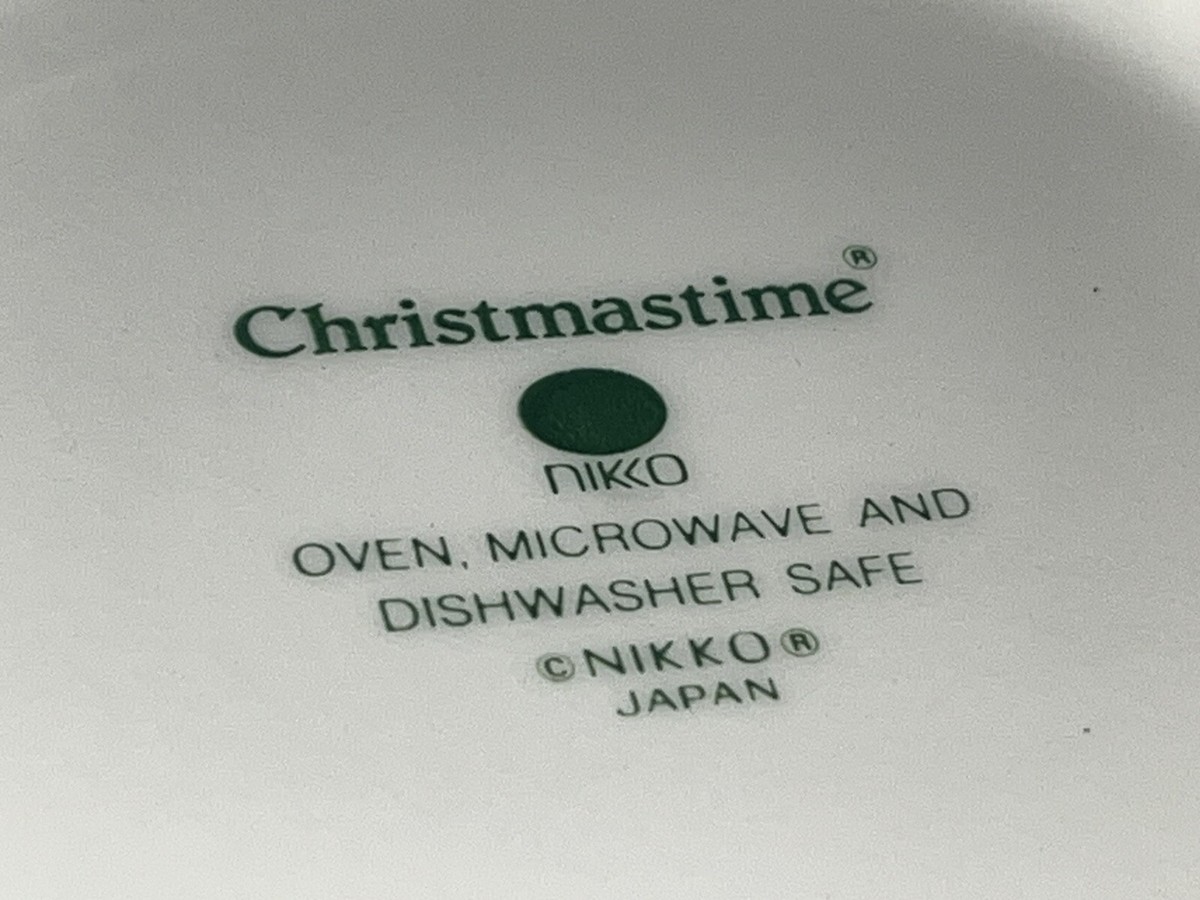 Christmastime®
NIKKO
OVEN, MICROWAVE AND
DISHWASHER SAFE
©NIKKO®
JAPAN